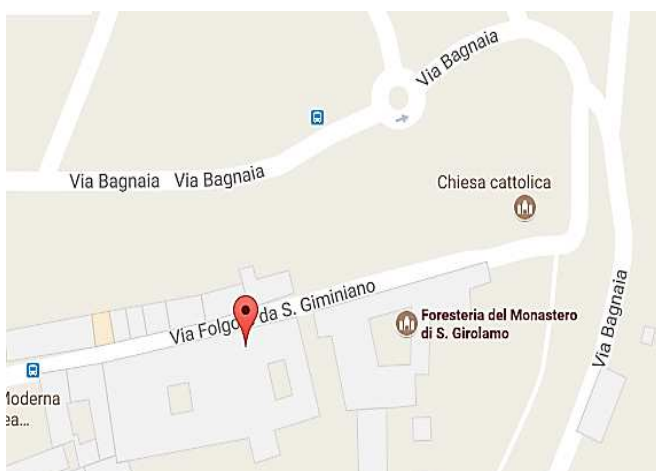 Via Bagnaia
Via Bagnaia
Via Bagnaia
Chiesa cattolica
Via Folgo
da S. Giminiano
Foresteria del Monastero
di S. Girolamo
Via Bagnaia
Moderna
ea...